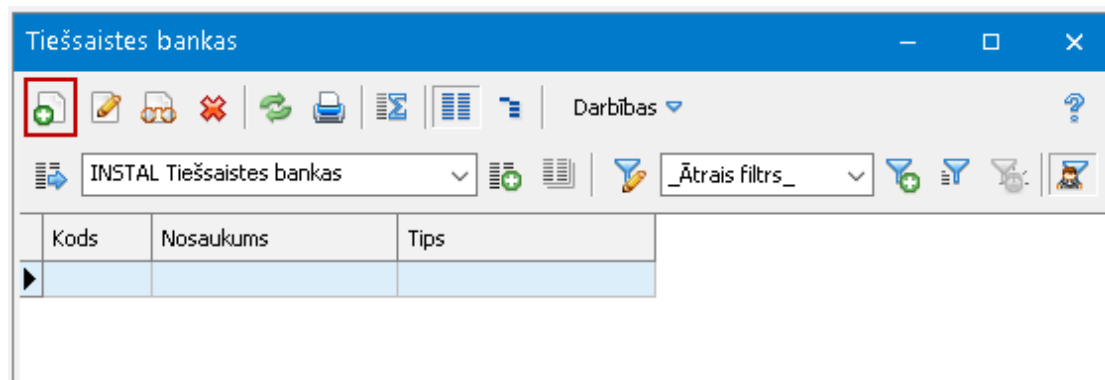 Tiešsaistes bankas
Darbības
INSTAL Tiešsaistes bankas _Ātrais filtrs_
Kods Nosaukums Tips